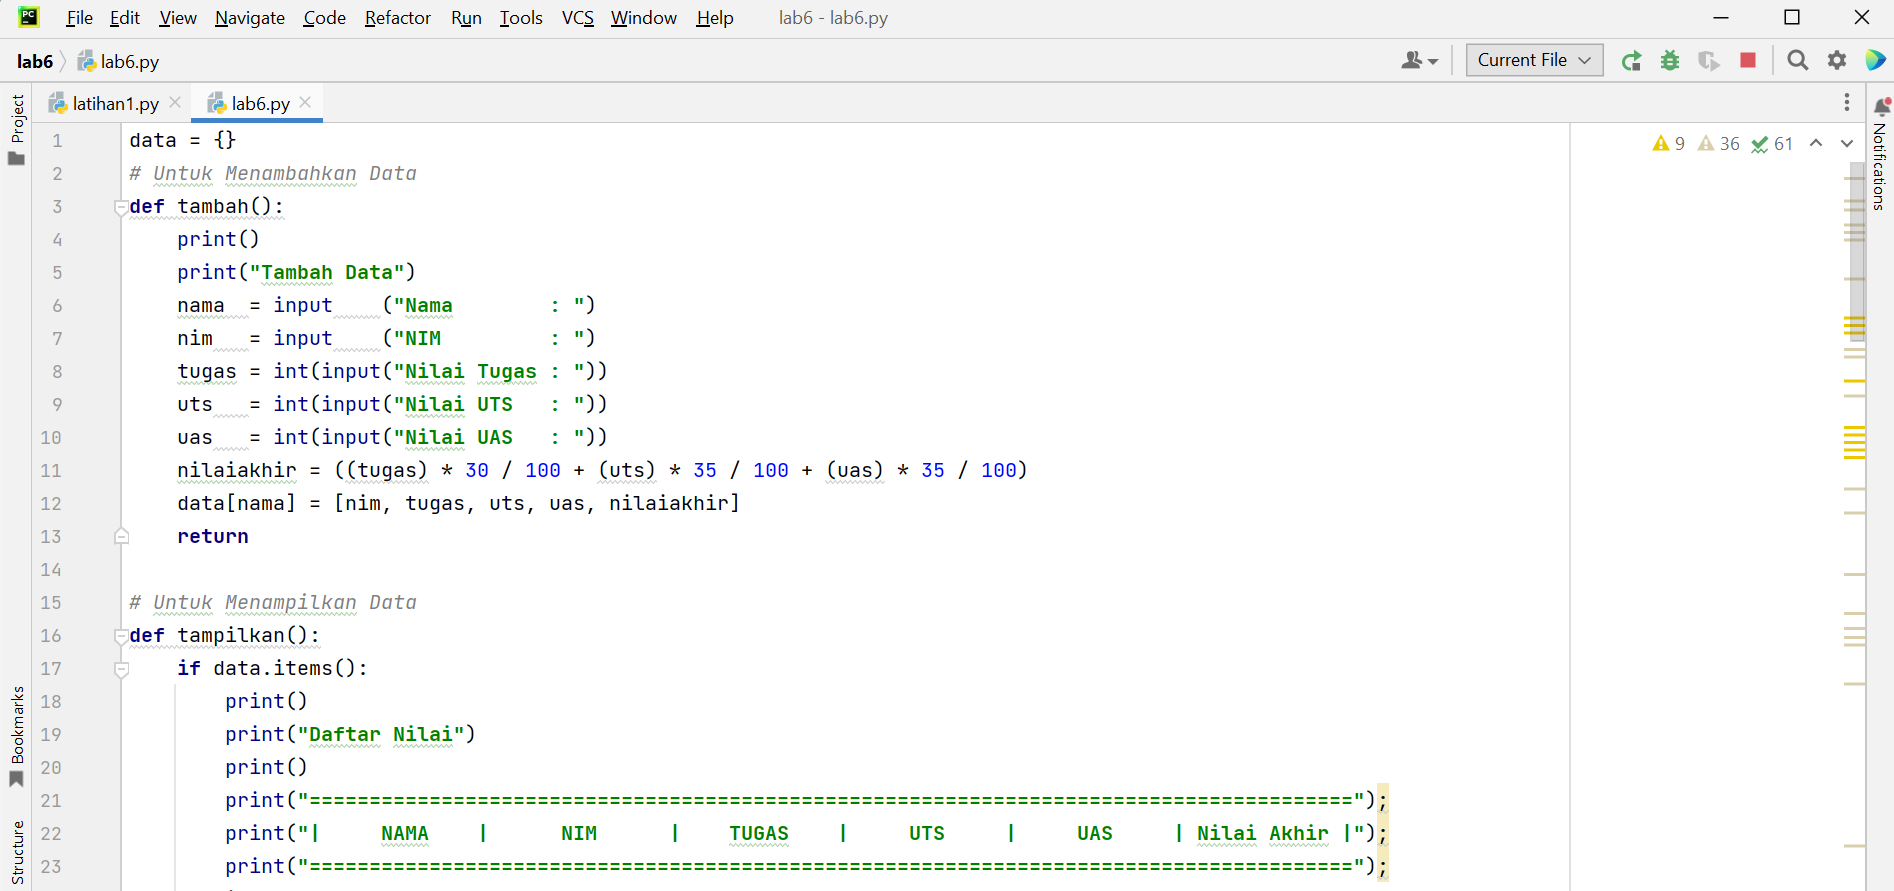 PC File Edit View Navigate Code Refactor Run Tools VCS Window Help lab6 - lab6.py
lab6 lab6.py Current File
latihan1.py lab6.py
Project
Bookmarks
Structure
Notifications
9 36 61
1 data = {}
2 # Untuk Menambahkan Data
3 def tambah():
4     print()
5     print("Tambah Data")
6     nama  = input    ("Nama        : ")
7     nim   = input    ("NIM         : ")
8     tugas = int(input("Nilai Tugas : "))
9     uts   = int(input("Nilai UTS   : "))
10     uas   = int(input("Nilai UAS   : "))
11     nilaiakhir = ((tugas) * 30 / 100 + (uts) * 35 / 100 + (uas) * 35 / 100)
12     data[nama] = [nim, tugas, uts, uas, nilaiakhir]
13     return
14
15 # Untuk Menampilkan Data
16 def tampilkan():
17     if data.items():
18         print()
19         print("Daftar Nilai")
20         print()
21         print("=======================================================================================");
22         print("|     NAMA    |      NIM      |    TUGAS    |     UTS     |     UAS     | Nilai Akhir |");
23         print("=======================================================================================");